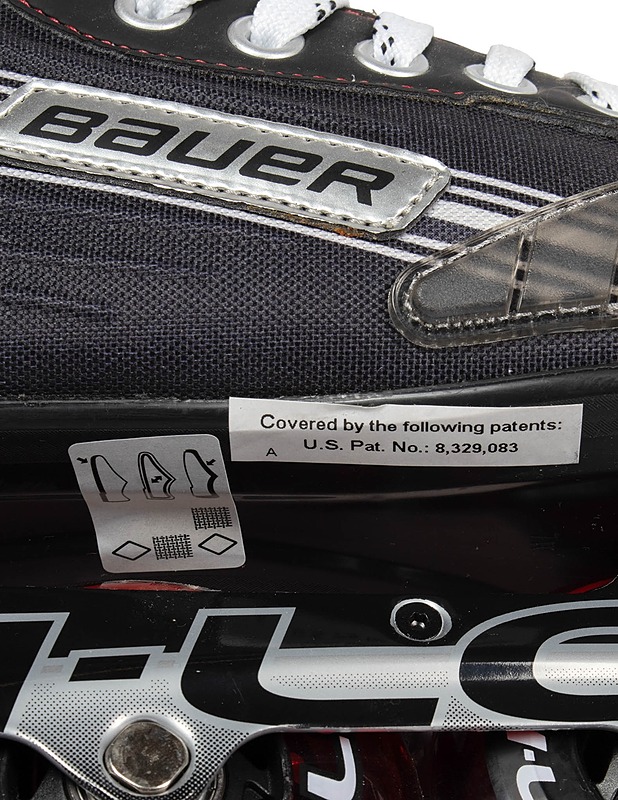 BAUER
Covered by the following patents:
A U.S. Pat. No.: 8,329,083